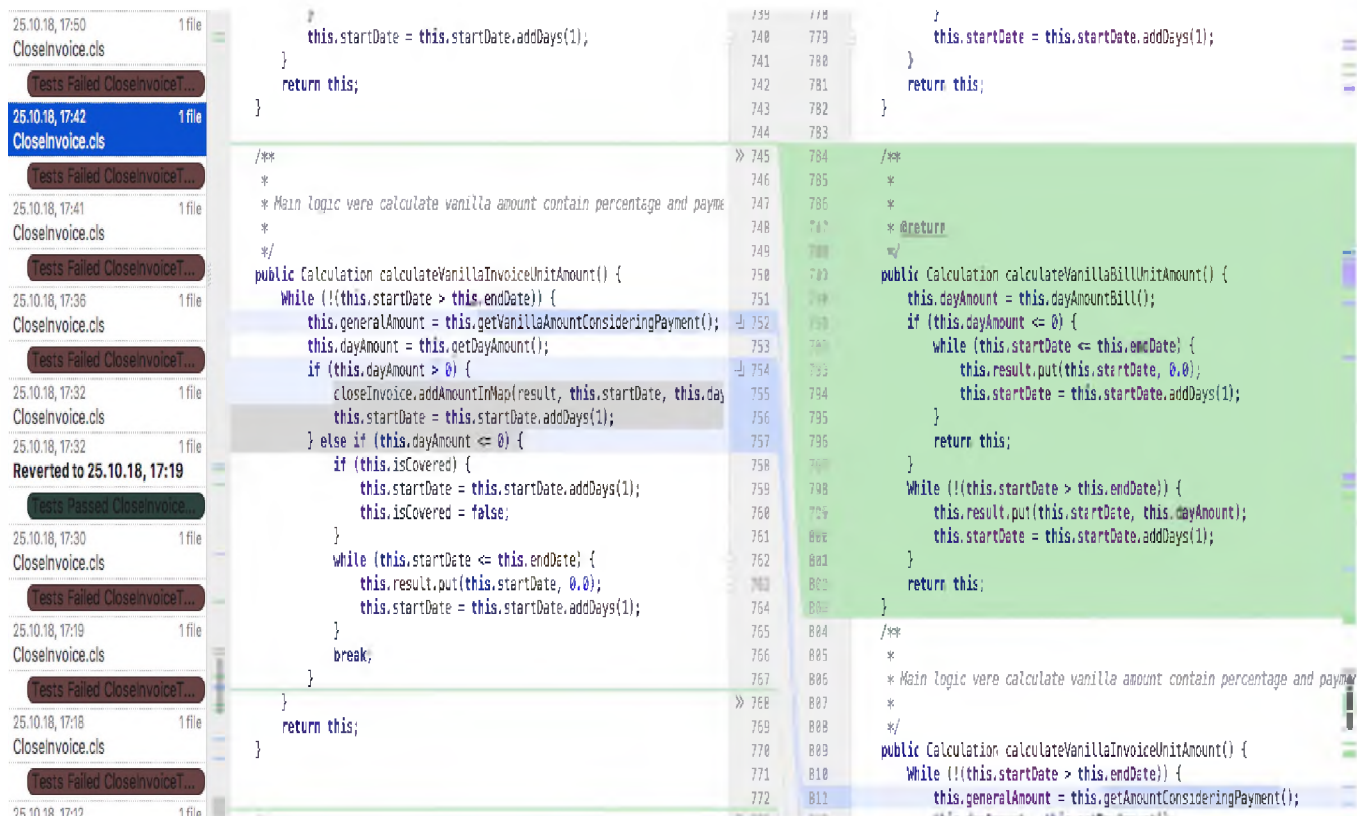 25.10.18, 17:50 1 file
CloseInvoice.cls
Tests Failed CloseInvoiceT...
25.10.18, 17:42 1 file
CloseInvoice.cls
Tests Failed CloseInvoiceT...
25.10.18, 17:41 1 file
CloseInvoice.cls
Tests Failed CloseInvoiceT...
25.10.18, 17:36 1 file
CloseInvoice.cls
Tests Failed CloseInvoiceT...
25.10.18, 17:32 1 file
CloseInvoice.cls
25.10.18, 17:32 1 file
Reverted to 25.10.18, 17:19
Tests Passed CloseInvoice...
25.10.18, 17:30 1 file
CloseInvoice.cls
Tests Failed CloseInvoiceT...
25.10.18, 17:19 1 file
CloseInvoice.cls
Tests Failed CloseInvoiceT...
25.10.18, 17:18 1 file
CloseInvoice.cls
Tests Failed CloseInvoiceT...
25.10.18, 17:12 1 file
} 739
this.startDate = this.startDate.addDays(1); 740
} 741
return this; 742
} 743
744
/** » 745
* 746
* Main logic vere calculate vanilla amount contain percentage and payme 747
* 748
*/ 749
public Calculation calculateVanillaInvoiceUnitAmount() { 750
While (!(this.startDate > this.endDate)) { 751
this.generalAmount = this.getVanillaAmountConsideringPayment(); 752
this.dayAmount = this.getDayAmount(); 753
if (this.dayAmount > 0) { 754
closeInvoice.addAmountInMap(result, this.startDate, this.day 755
this.startDate = this.startDate.addDays(1); 756
} else if (this.dayAmount <= 0) { 757
if (this.isCovered) { 758
this.startDate = this.startDate.addDays(1); 759
this.isCovered = false; 760
} 761
while (this.startDate <= this.endDate) { 762
this.result.put(this.startDate, 0.0); 763
this.startDate = this.startDate.addDays(1); 764
} 765
break; 766
} 767
} » 768
return this; 769
} 770
771
772
778 }
779 this.startDate = this.startDate.addDays(1);
780 }
781 return this;
782 }
783
784 /**
785 *
786 *
787 * @return
*/
public Calculation calculateVanillaBillUnitAmount() {
this.dayAmount = this.dayAmountBill();
if (this.dayAmount <= 0) {
while (this.startDate <= this.endDate) {
793 this.result.put(this.startDate, 0.0);
794 this.startDate = this.startDate.addDays(1);
795 }
796 return this;
}
798 While (!(this.startDate > this.endDate)) {
this.result.put(this.startDate, this.dayAmount);
this.startDate = this.startDate.addDays(1);
801 }
return this;
}
804 /**
805 *
806 * Main logic vere calculate vanilla amount contain percentage and payme
807 *
808 */
809 public Calculation calculateVanillaInvoiceUnitAmount() {
810 While (!(this.startDate > this.endDate)) {
811 this.generalAmount = this.getAmountConsideringPayment();